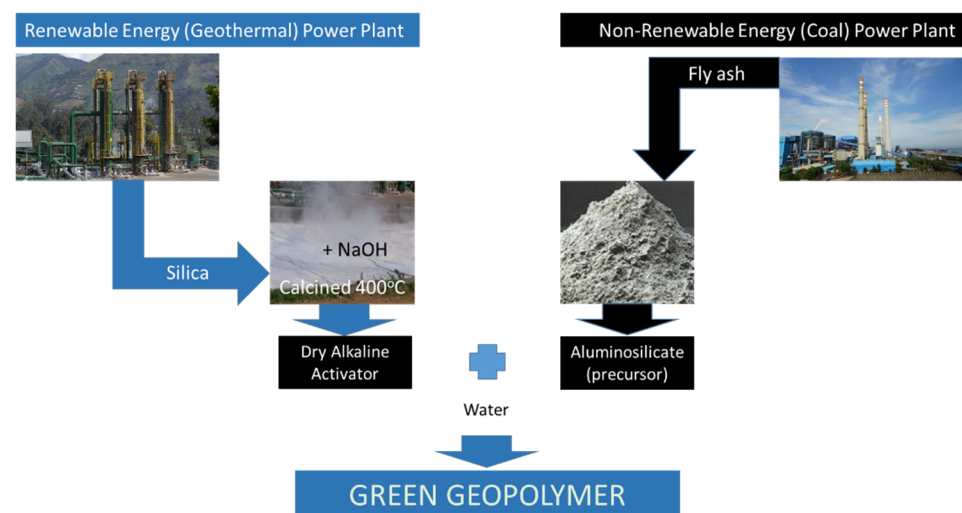 Renewable Energy (Geothermal) Power Plant
Non-Renewable Energy (Coal) Power Plant
Fly ash
+ NaOH
Silica
Calcined 400°C
Dry Alkaline
Activator
Aluminosilicate
(precursor)
Water
GREEN GEOPOLYMER